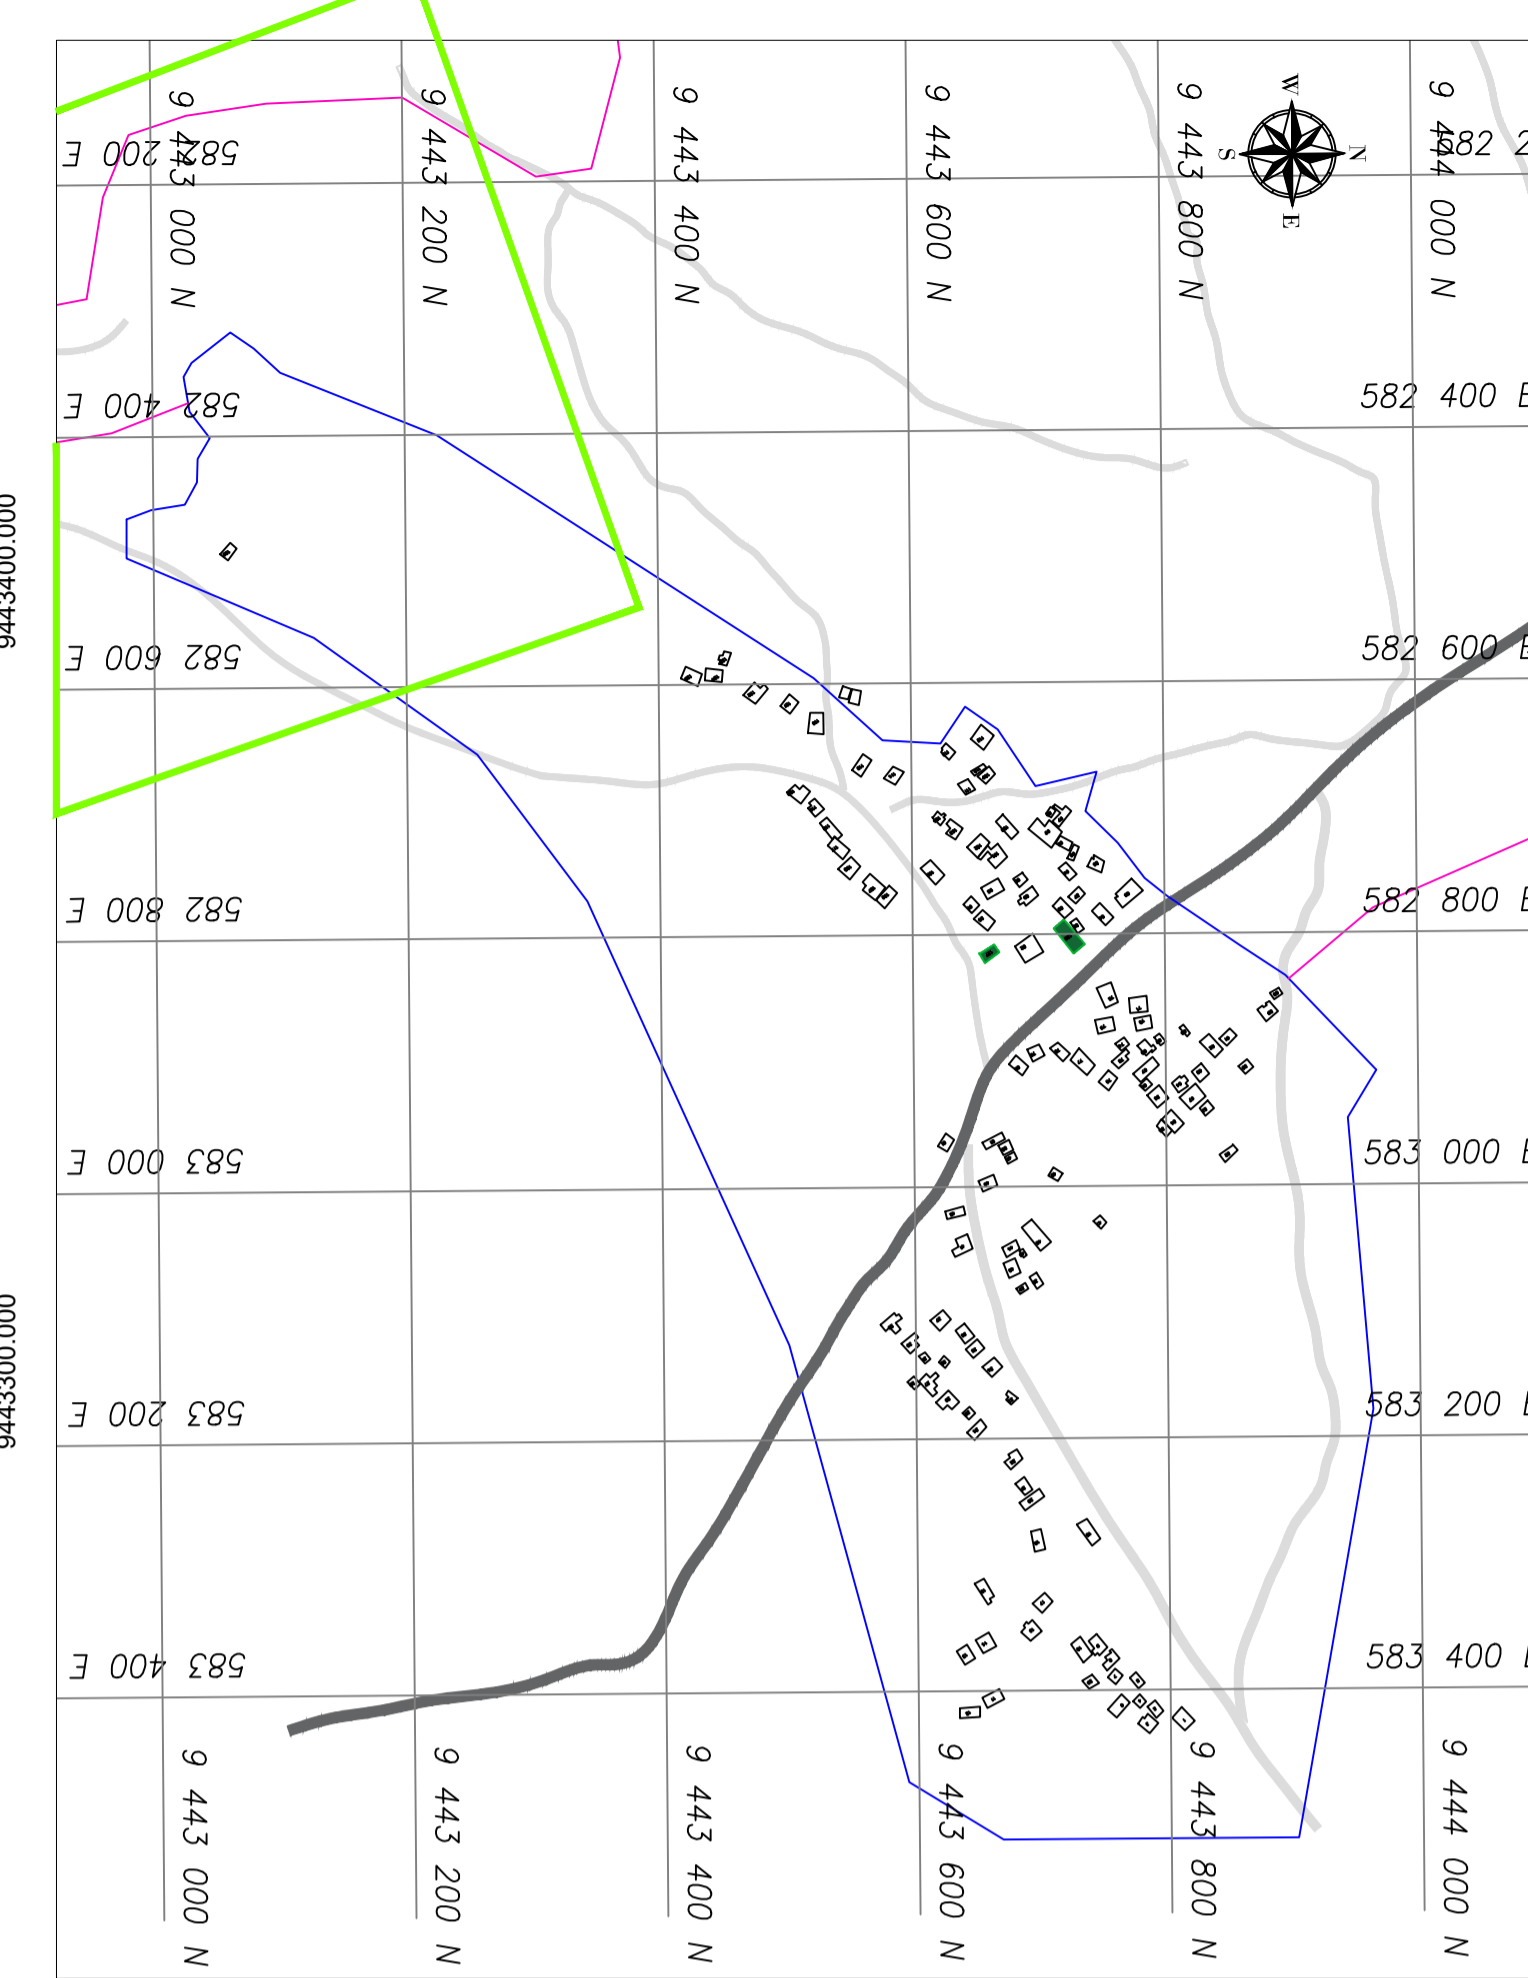 9 443 000 N
9 443 200 N
9 443 400 N
9 443 600 N
9 443 800 N
9 444 000 N
W
S
N
E
582 200 E
582 2
582 400 E
582 400 E
9443400.000
582 600 E
582 600 E
582 800 E
582 800 E
583 000 E
583 000 E
9443300.000
583 200 E
583 200 E
583 400 E
583 400 E
9 443 000 N
9 443 200 N
9 443 400 N
9 443 600 N
9 443 800 N
9 444 000 N